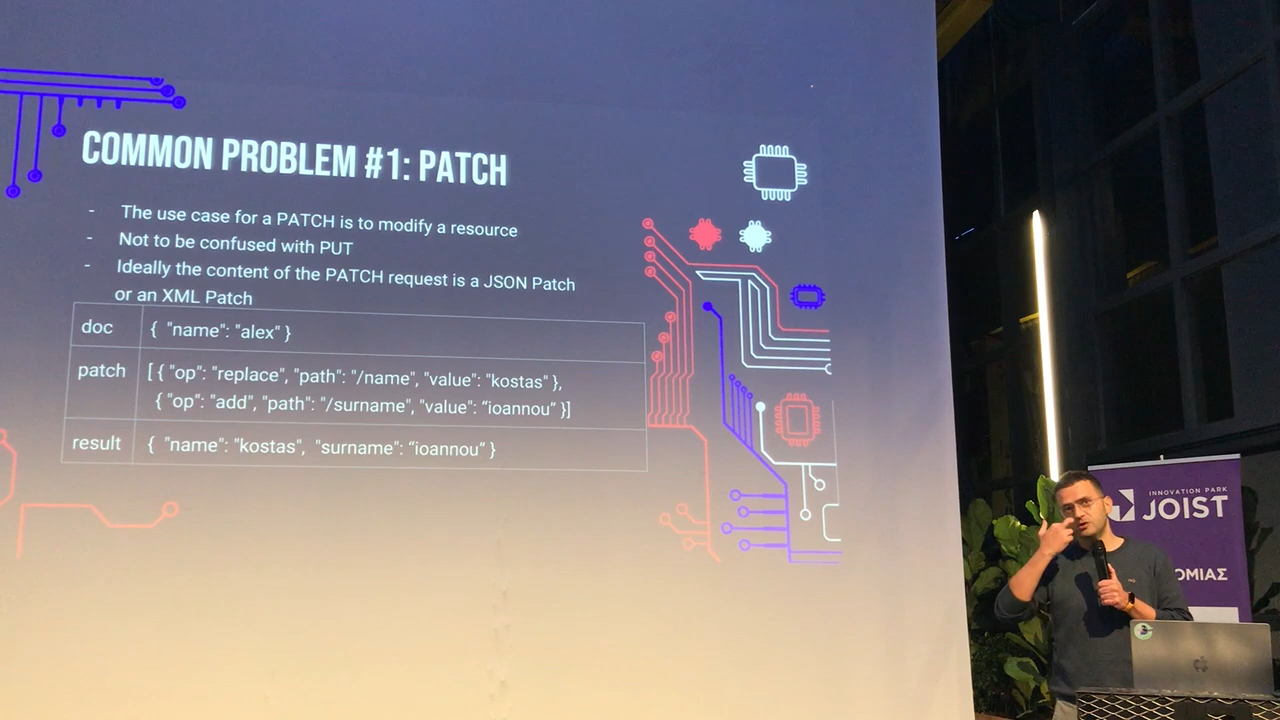 COMMON PROBLEM #1: PATCH
- The use case for a PATCH is to modify a resource
- Not to be confused with PUT
- Ideally the content of the PATCH request is a JSON Patch
or an XML Patch
doc { "name": "alex" }
patch [ { "op": "replace", "path": "/name", "value": "kostas" },
{ "op": "add", "path": "/surname", "value": “ioannou“ }]
result { "name": "kostas", "surname": “ioannou“ }
INNOVATION PARK
JOIST
ΟΜΙΑΣ